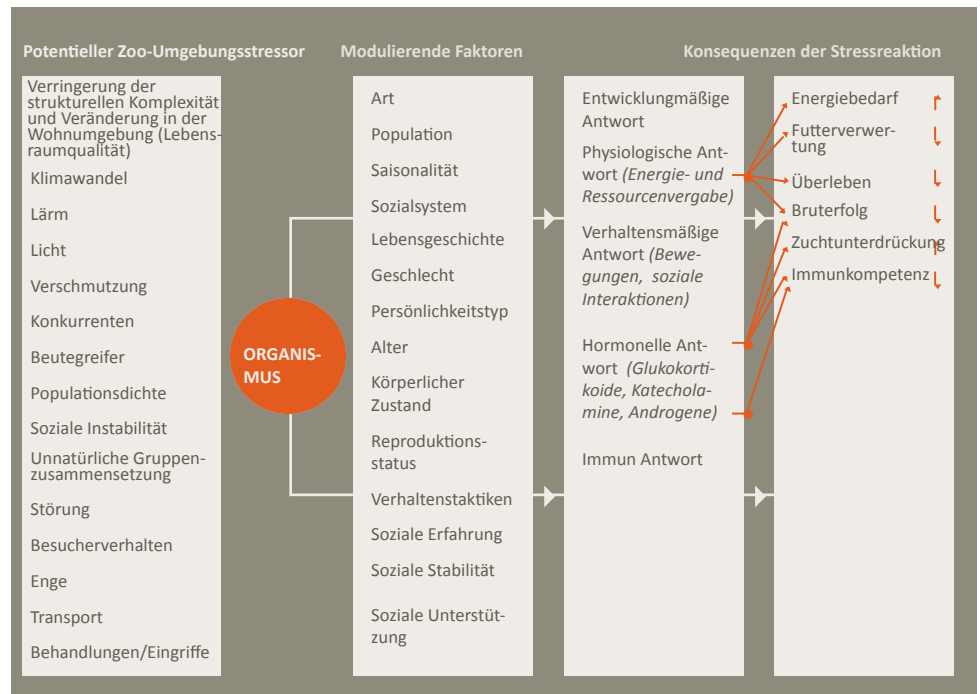 Potentieller Zoo-Umgebungsstressor
Verringerung der
strukturellen Komplexität
und Veränderung in der
Wohnumgebung (Lebens-
raumqualität)
Klimawandel
Lärm
Licht
Verschmutzung
Konkurrenten
Beutegreifer
Populationsdichte
Soziale Instabilität
Unnatürliche Gruppen-
zusammensetzung
Störung
Besucherverhalten
Enge
Transport
Behandlungen/Eingriffe
ORGANIS-
MUS
Modulierende Faktoren
Art
Population
Saisonalität
Sozialsystem
Lebensgeschichte
Geschlecht
Persönlichkeitstyp
Alter
Körperlicher
Zustand
Reproduktions-
status
Verhaltenstaktiken
Soziale Erfahrung
Soziale Stabilität
Soziale Unterstüt-
zung
Konsequenzen der Stressreaktion
Entwicklungmäßige
Antwort
Physiologische Ant-
wort (Energie- und
Ressourcenvergabe)
Verhaltensmäßige
Antwort (Bewe-
gungen, soziale
Interaktionen)
Hormonelle Ant-
wort (Glukokorti-
koide, Katechola-
mine, Androgene)
Immun Antwort
Energiebedarf
Futterverwer-
tung
Überleben
Bruterfolg
Zuchtunterdrückung
Immunkompetenz